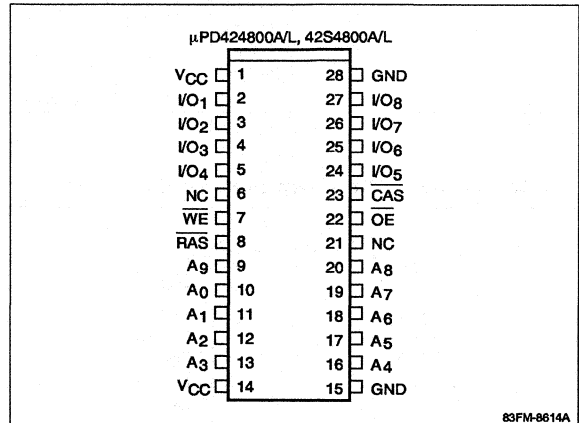 µPD424800A/L, 42S4800A/L
VCC 1 28 GND
I/O1 2 27 I/O8
I/O2 3 26 I/O7
I/O3 4 25 I/O6
I/O4 5 24 I/O5
NC 6 23 CAS
WE 7 22 OE
RAS 8 21 NC
A9 9 20 A8
A0 10 19 A7
A1 11 18 A6
A2 12 17 A5
A3 13 16 A4
VCC 14 15 GND
83FM-8614A